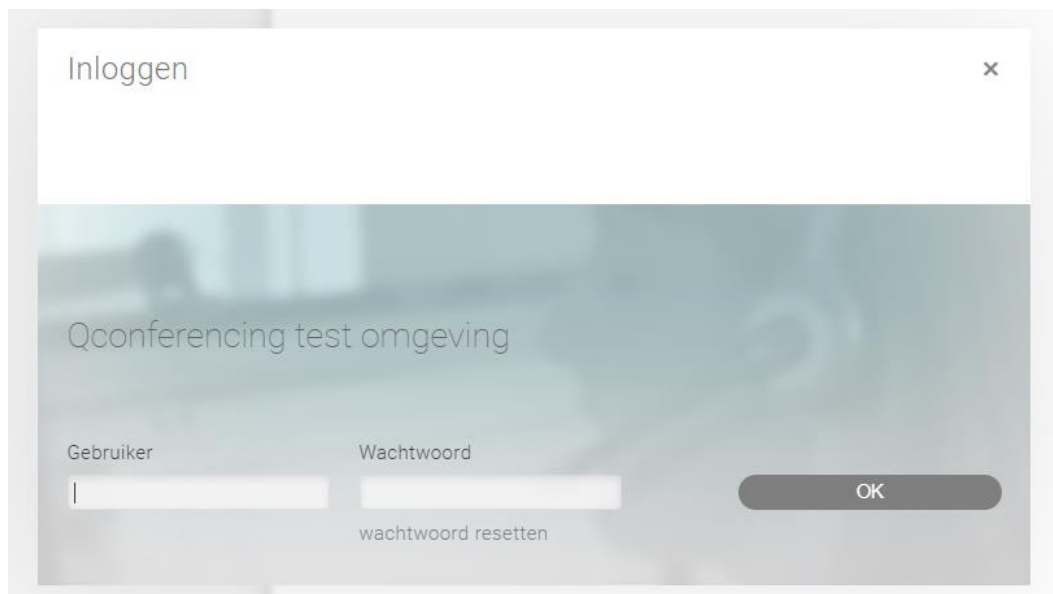 Inloggen
Qconferencing test omgeving
Gebruiker
Wachtwoord
OK
wachtwoord resetten